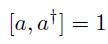 [a, a†] = 1